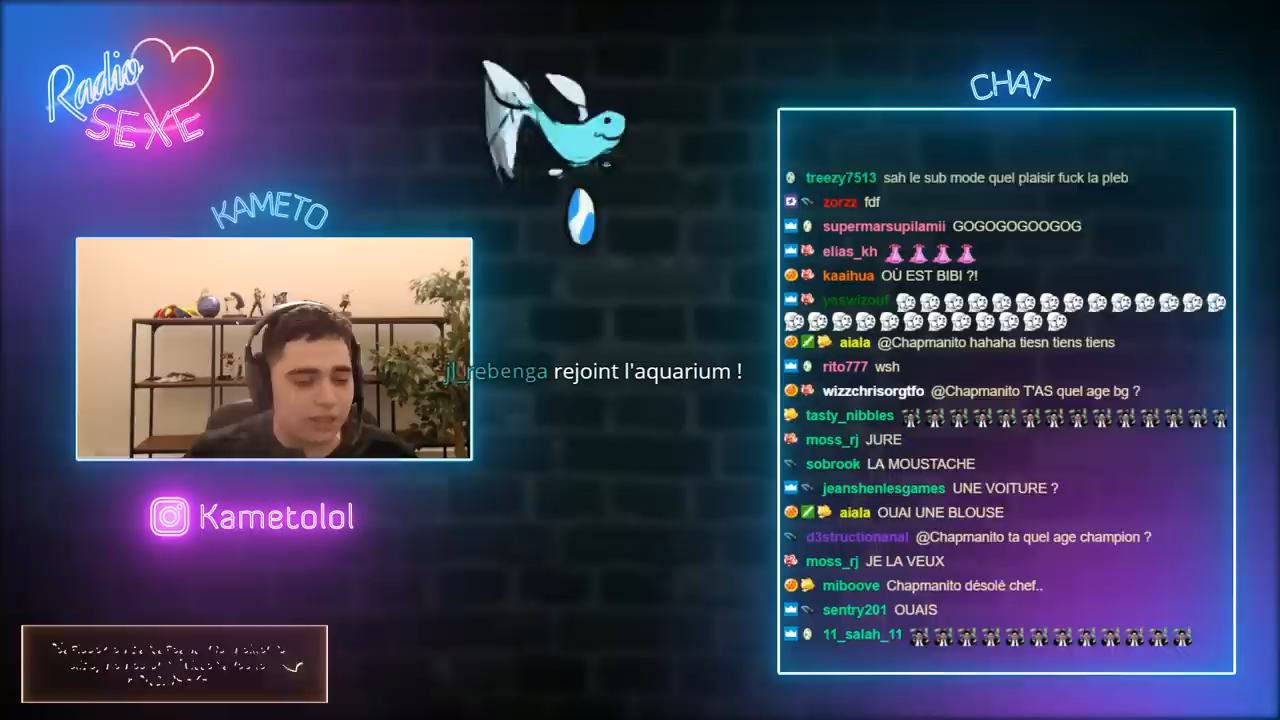 Radio
SEXE
KAMETO
Kametolol
jl_rebenga rejoint l'aquarium !
CHAT
treezy7513 sah le sub mode quel plaisir fuck la pleb
zorzz fdf
supermarsupilamii GOGOGOGOOGOG
elias_kh
kaaihua OÙ EST BIBI ?!
yeswizouf
aiala @Chapmanito hahaha tiesn tiens tiens
rito777 wsh
wizzchrisorgtfo @Chapmanito T'AS quel age bg ?
tasty_nibbles
moss_rj JURE
sobrook LA MOUSTACHE
jeanshenlesgames UNE VOITURE ?
aiala OUAI UNE BLOUSE
d3structionanal @Chapmanito ta quel age champion ?
moss_rj JE LA VEUX
miboove Chapmanito désolé chef..
sentry201 OUAIS
11_salah_11